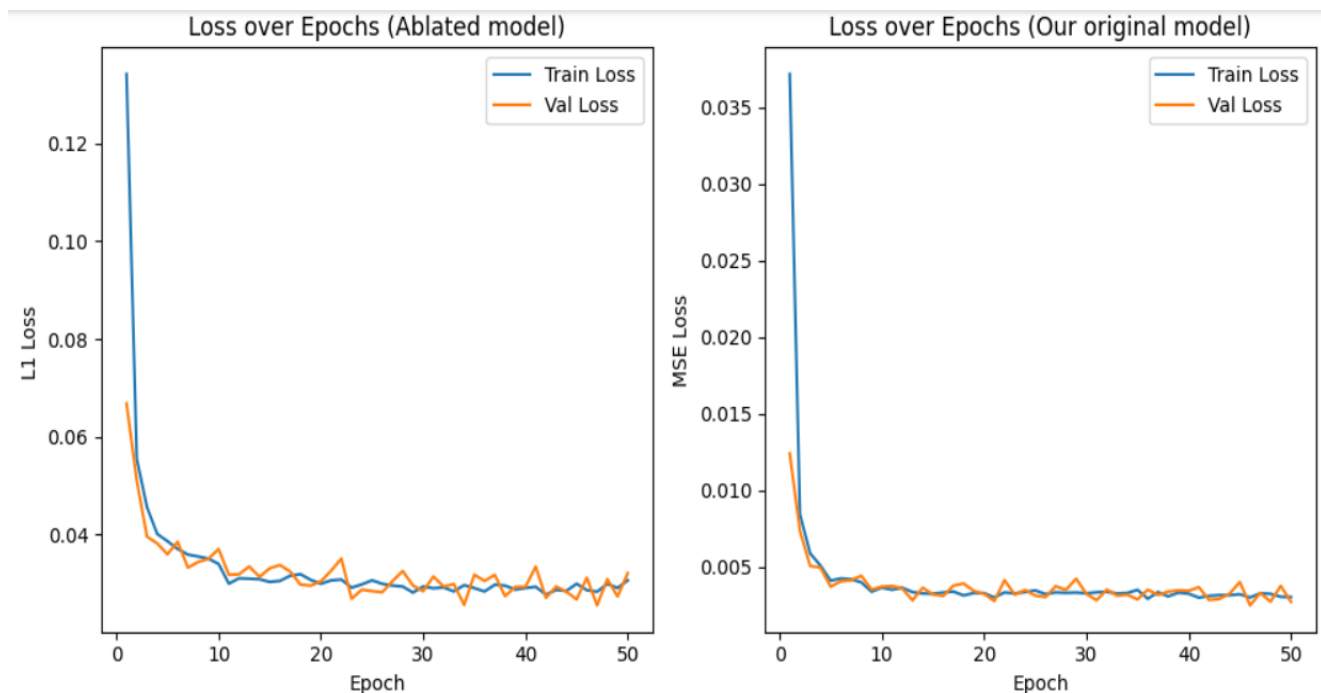 Loss over Epochs (Ablated model)
Train Loss
Val Loss
0.12
0.10
0.08
0.06
0.04
L1 Loss
0
10
20
30
40
50
Epoch
Loss over Epochs (Our original model)
Train Loss
Val Loss
0.035
0.030
0.025
0.020
0.015
0.010
0.005
MSE Loss
0
10
20
30
40
50
Epoch